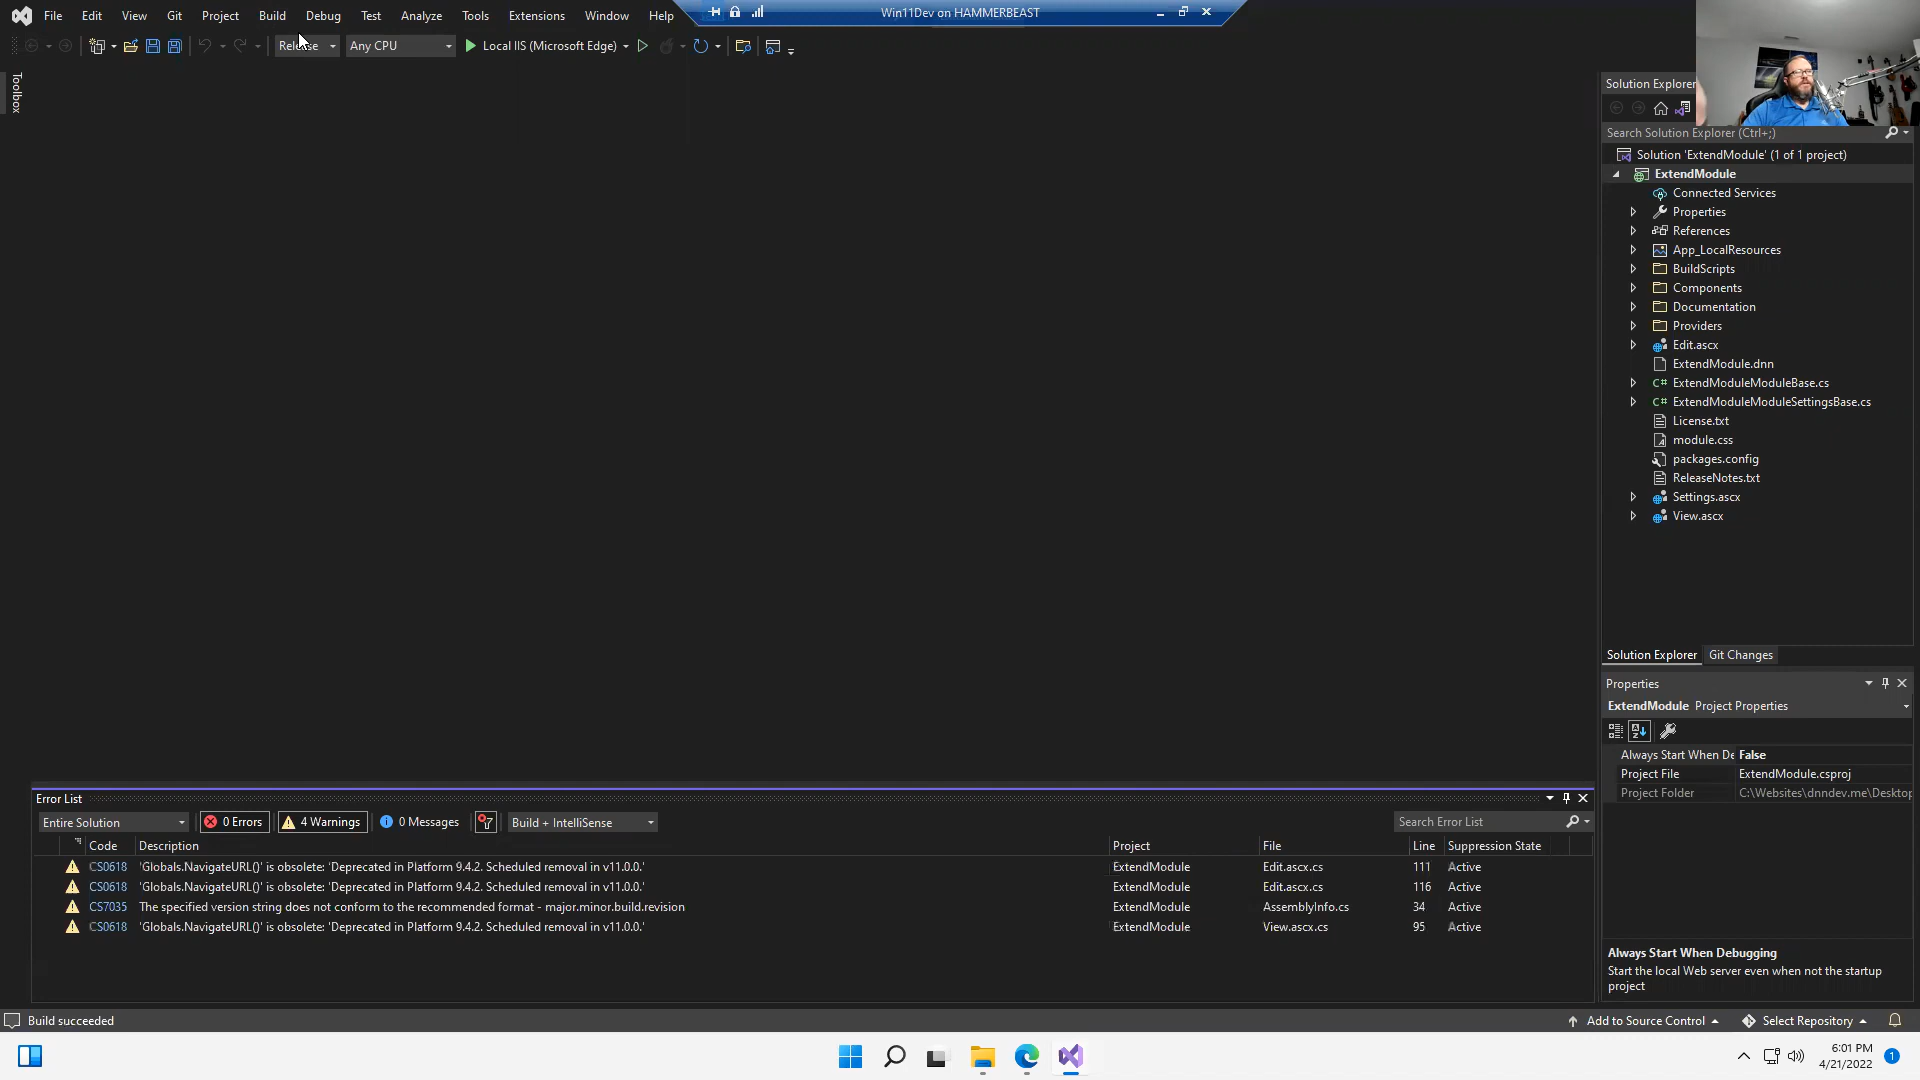 File Edit View Git Project Build Debug Test Analyze Tools Extensions Window Help
Win11Dev on HAMMERBEAST
Release Any CPU Local IIS (Microsoft Edge)
Toolbox
Solution Explorer
Search Solution Explorer (Ctrl+;)
Solution 'ExtendModule' (1 of 1 project)
ExtendModule
Connected Services
Properties
References
App_LocalResources
BuildScripts
Components
Documentation
Providers
Edit.ascx
ExtendModule.dnn
C# ExtendModuleModuleBase.cs
C# ExtendModuleModuleSettingsBase.cs
License.txt
module.css
packages.config
ReleaseNotes.txt
Settings.ascx
View.ascx
Solution Explorer Git Changes
Properties
ExtendModule Project Properties
Always Start When De False
Project File ExtendModule.csproj
Project Folder C:\Websites\dnndev.me\Desktop
Always Start When Debugging
Start the local Web server even when not the startup
project
Error List
Entire Solution 0 Errors 4 Warnings 0 Messages Build + IntelliSense Search Error List
Code Description Project File Line Suppression State
CS0618 'Globals.NavigateURL()' is obsolete: 'Deprecated in Platform 9.4.2. Scheduled removal in v11.0.0.' ExtendModule Edit.ascx.cs 111 Active
CS0618 'Globals.NavigateURL()' is obsolete: 'Deprecated in Platform 9.4.2. Scheduled removal in v11.0.0.' ExtendModule Edit.ascx.cs 116 Active
CS7035 The specified version string does not conform to the recommended format - major.minor.build.revision ExtendModule AssemblyInfo.cs 34 Active
CS0618 'Globals.NavigateURL()' is obsolete: 'Deprecated in Platform 9.4.2. Scheduled removal in v11.0.0.' ExtendModule View.ascx.cs 95 Active
Build succeeded Add to Source Control Select Repository
6:01 PM
4/21/2022
1